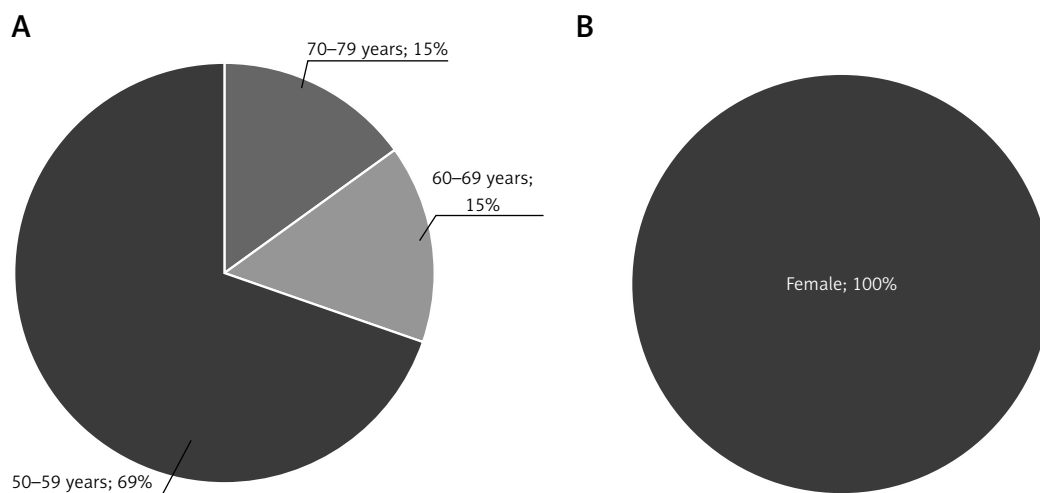 A
B
70–79 years; 15%
60–69 years;
15%
Female; 100%
50–59 years; 69%